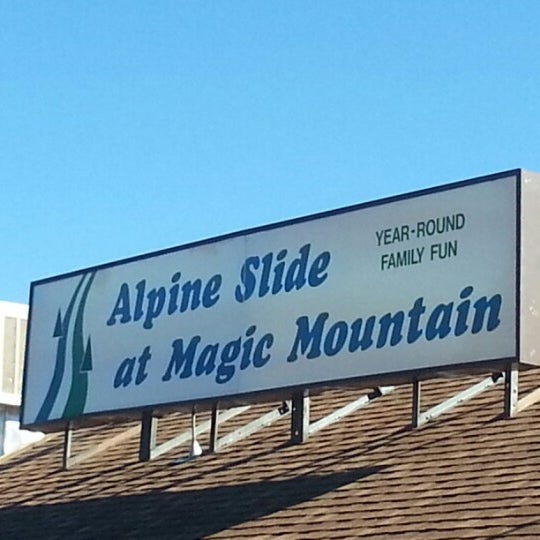 Alpine Slide
at Magic Mountain
YEAR-ROUND
FAMILY FUN